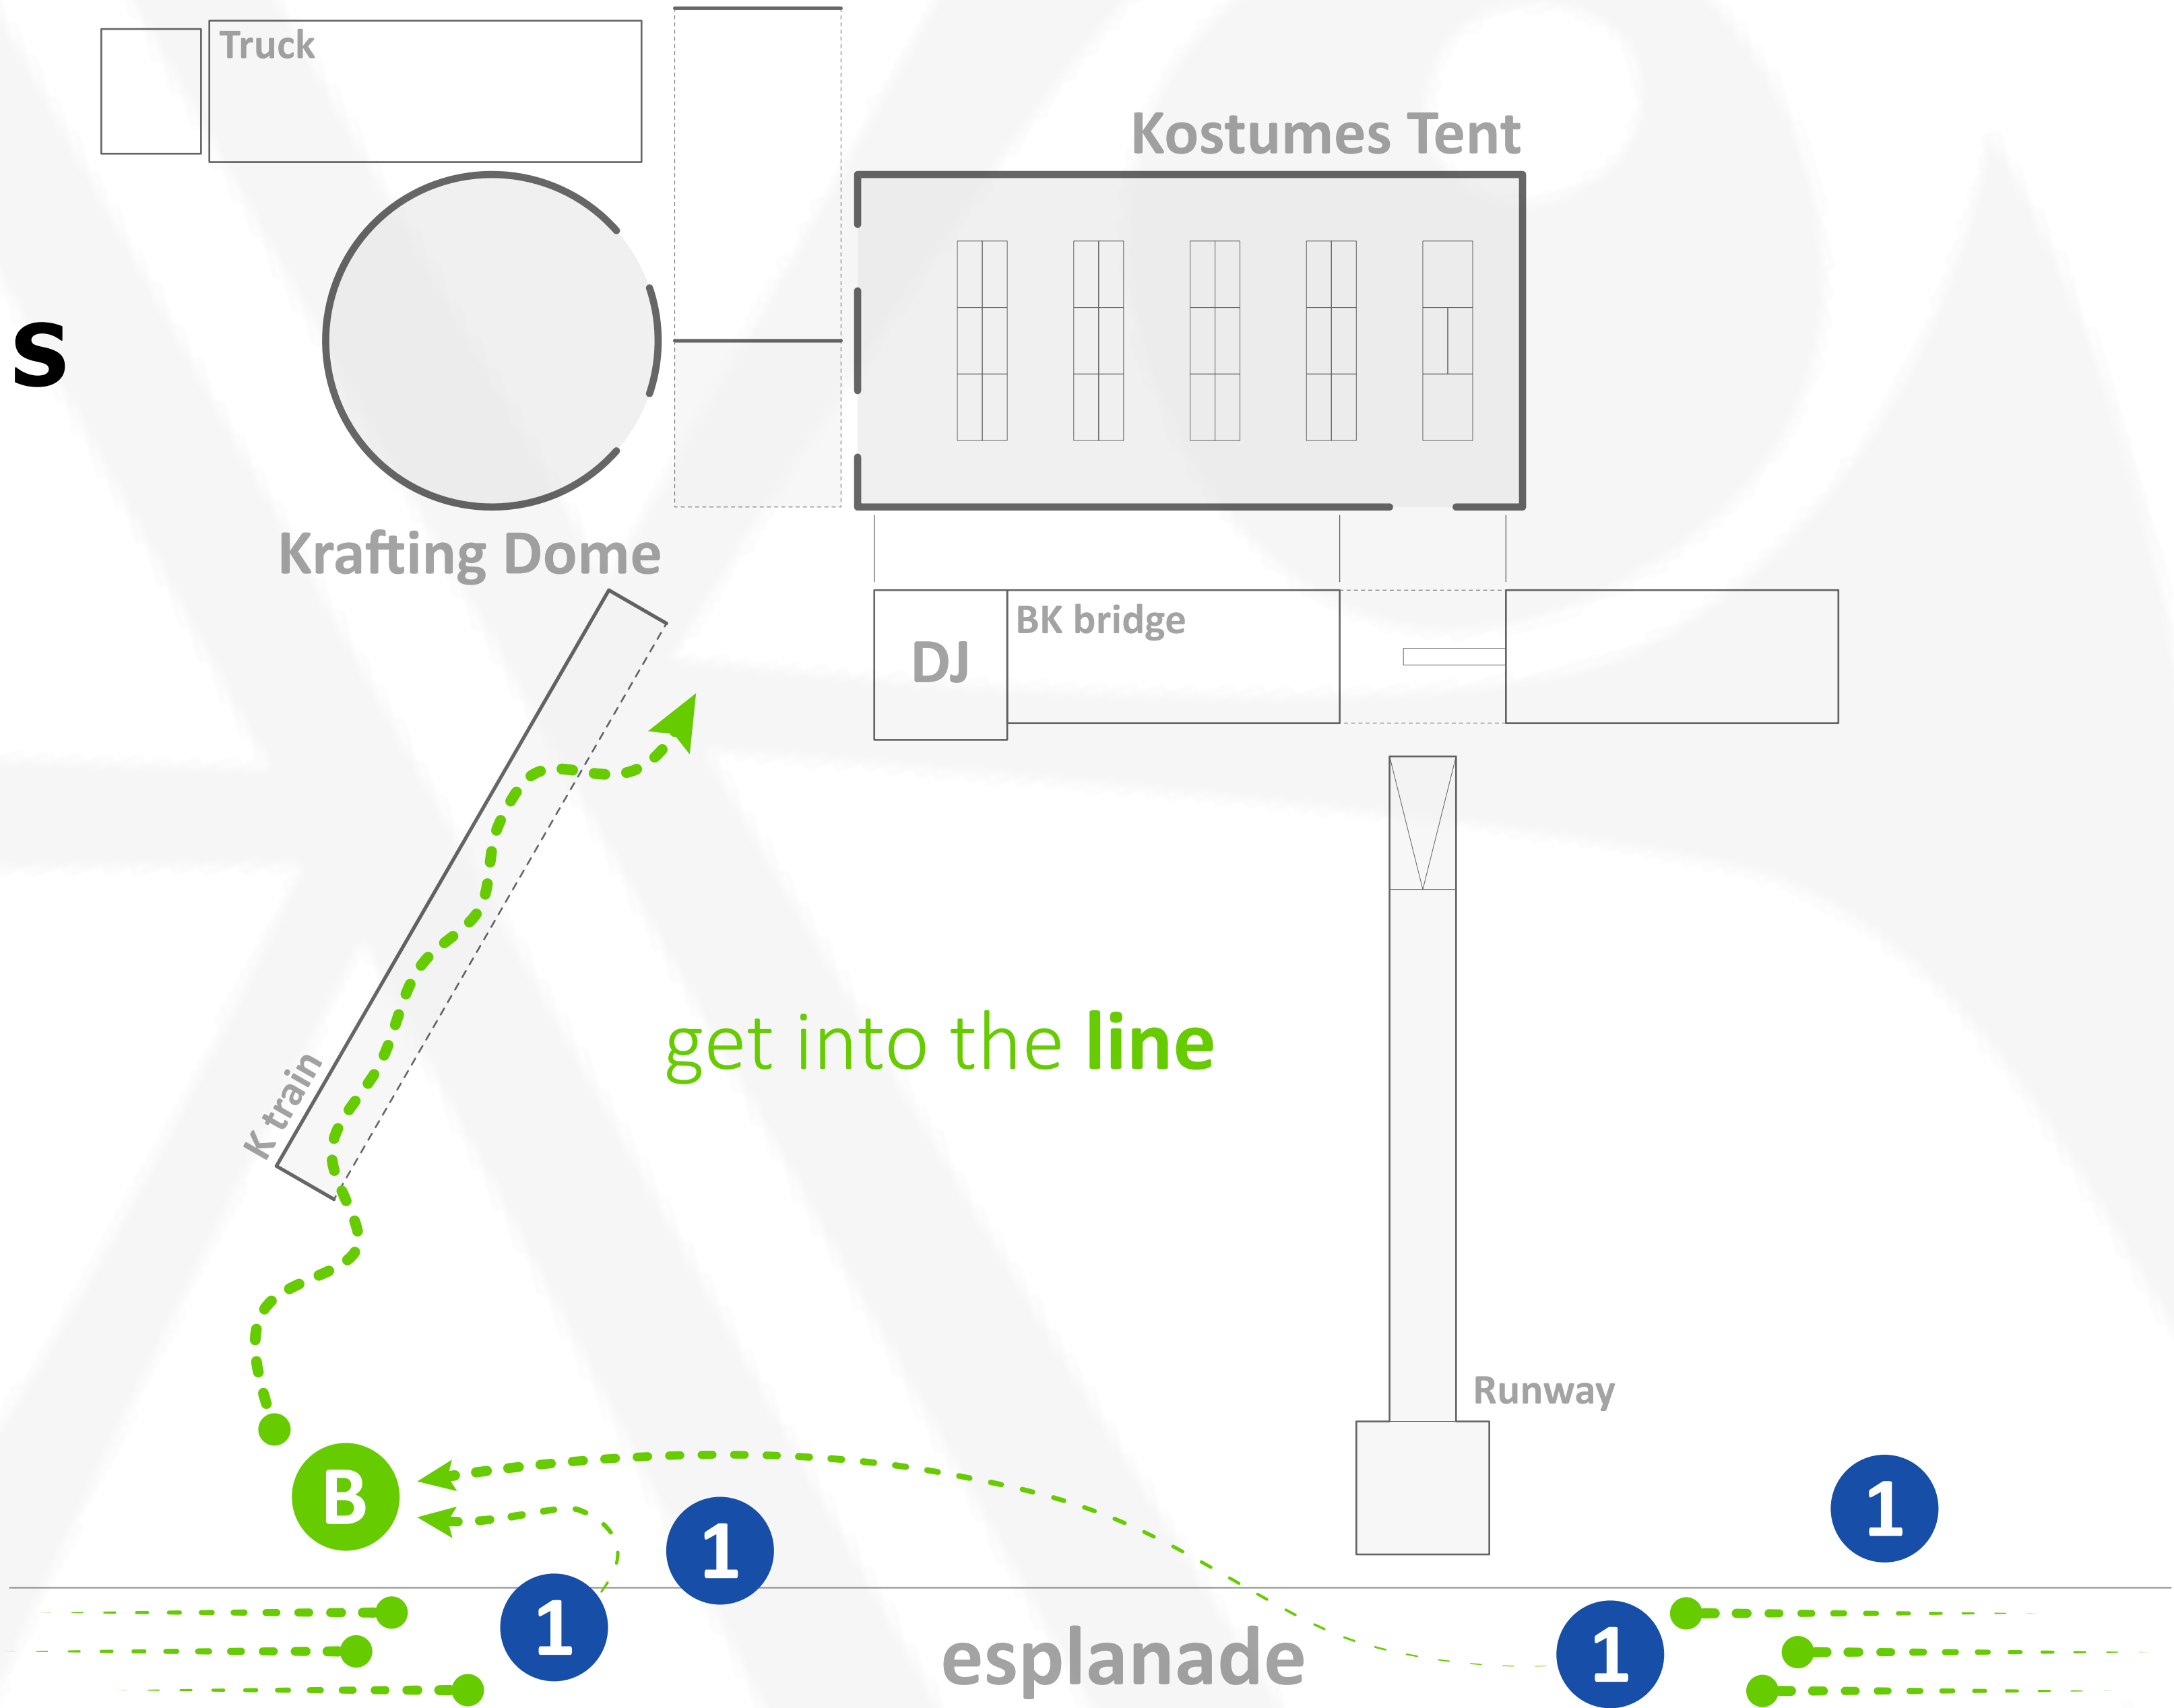 Truck
Kostumes Tent
s
Krafting Dome
BK bridge
DJ
get into the line
K train
Runway
B
1
1
1
1
esplanade